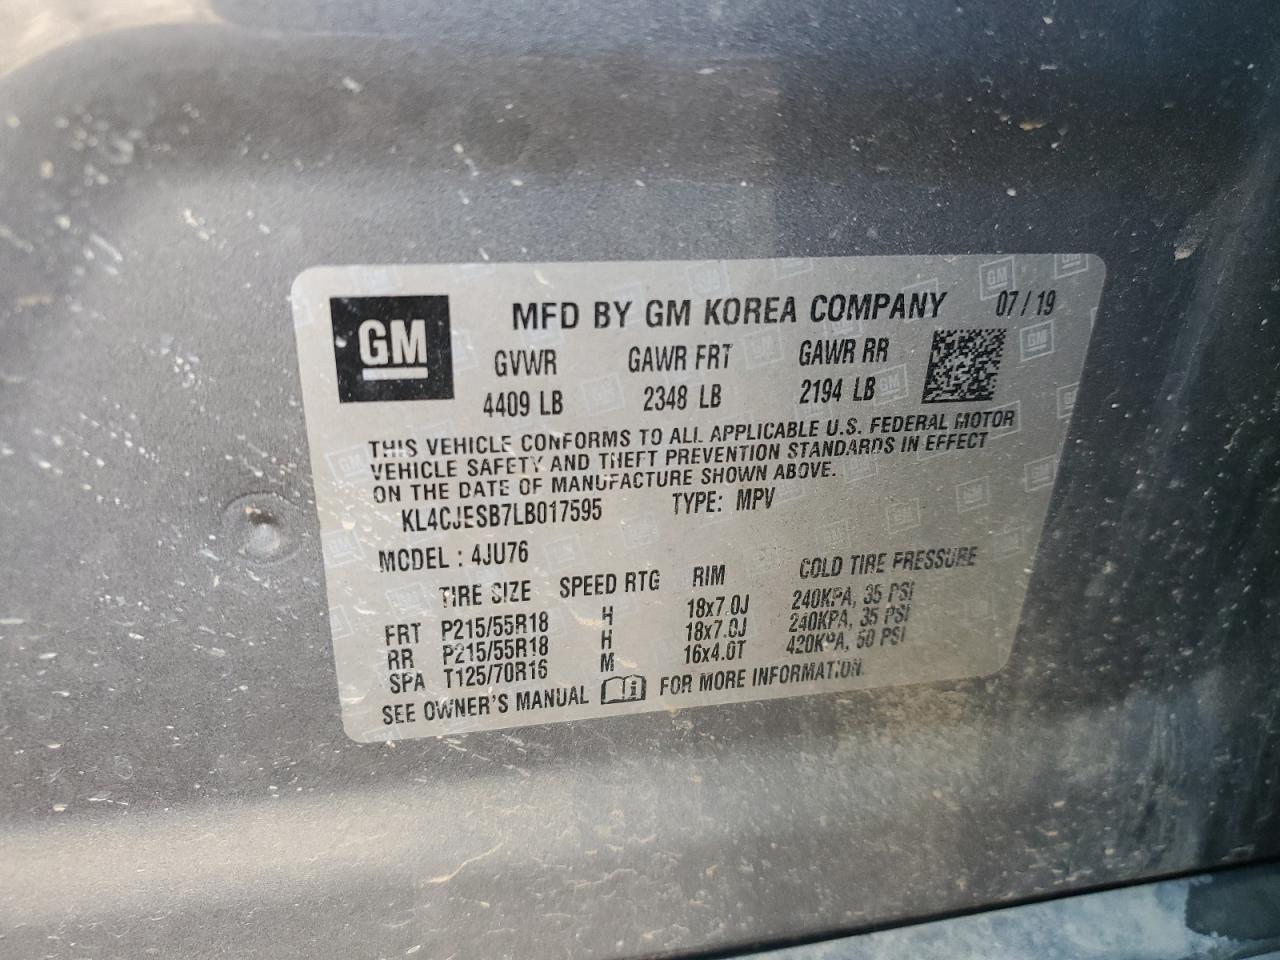 GM
MFD BY GM KOREA COMPANY 07/19
GVWR GAWR FRT GAWR RR
4409 LB 2348 LB 2194 LB
THIS VEHICLE CONFORMS TO ALL APPLICABLE U.S. FEDERAL MOTOR
VEHICLE SAFETY AND THEFT PREVENTION STANDARDS IN EFFECT
ON THE DATE OF MANUFACTURE SHOWN ABOVE.
KL4CJESB7LB017595 TYPE: MPV
MODEL : 4JU76
TIRE SIZE SPEED RTG RIM COLD TIRE PRESSURE
FRT P215/55R18 H 18x7.0J 240KPA, 35 PSI
RR P215/55R18 H 18x7.0J 240KPA, 35 PSI
SPA T125/70R16 M 16x4.0T 420KPA, 60 PSI
SEE OWNER'S MANUAL FOR MORE INFORMATION.